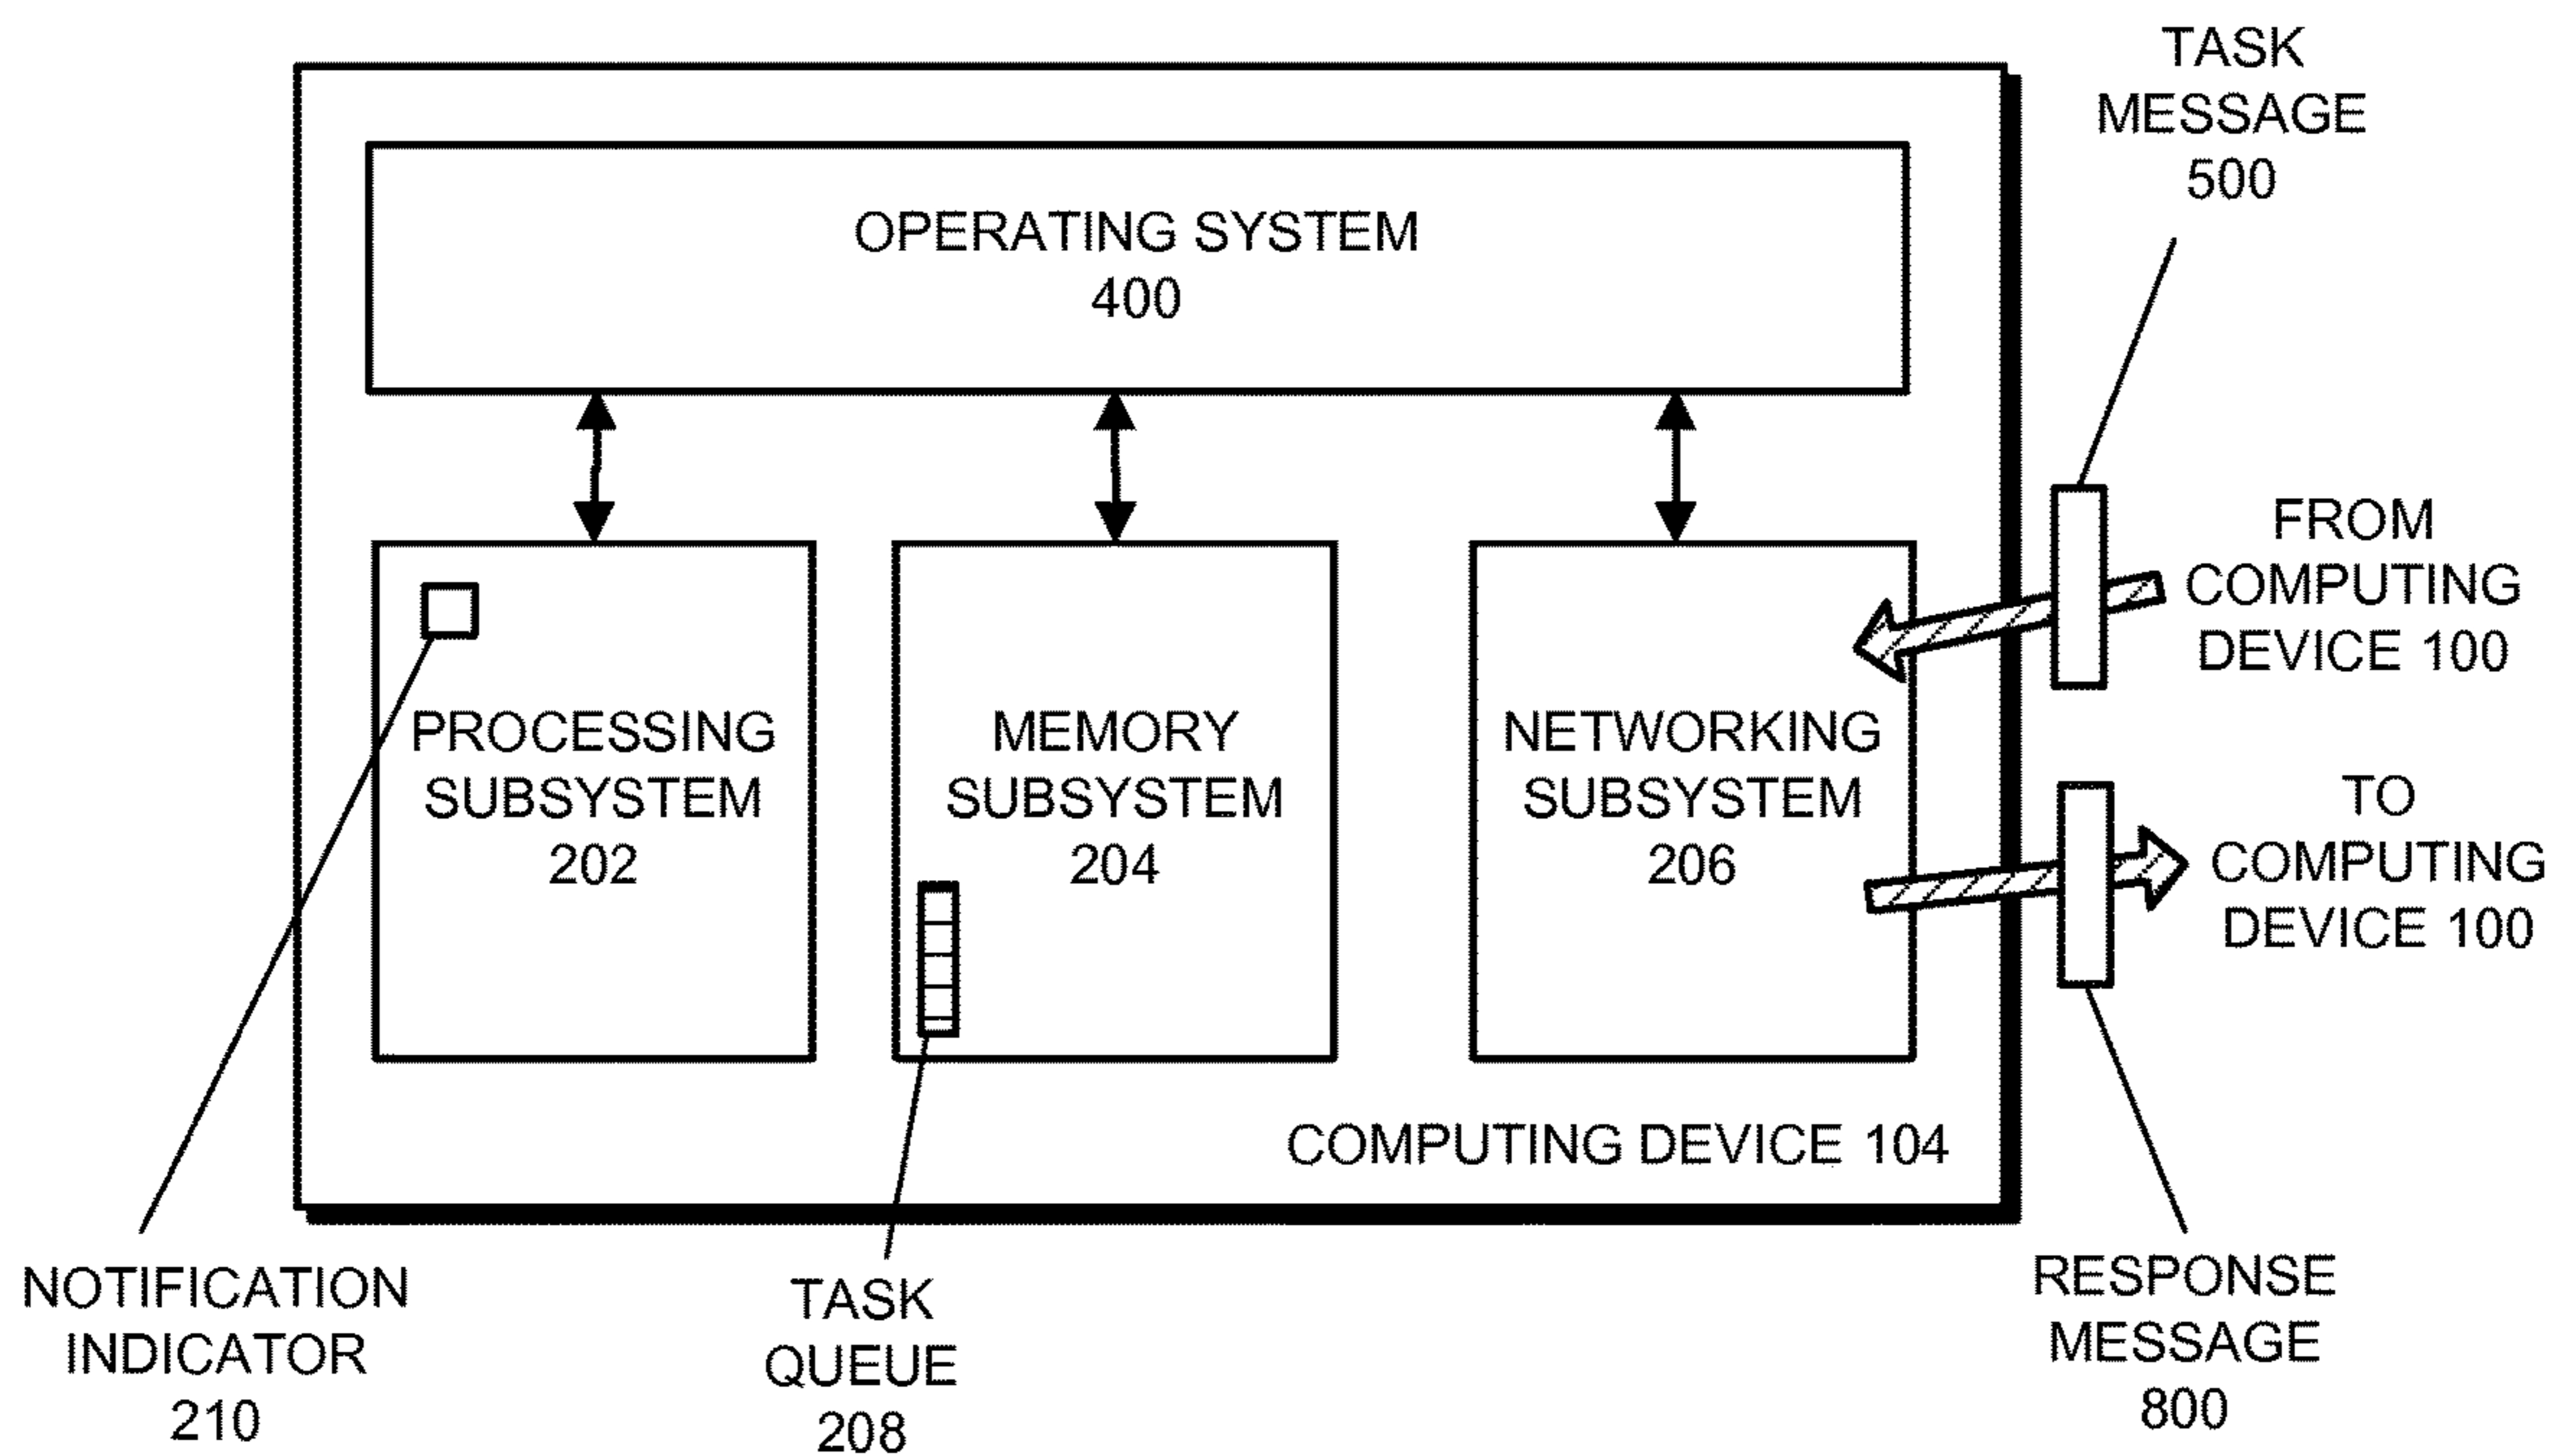 TASK
MESSAGE
500
OPERATING SYSTEM
400
FROM
COMPUTING
DEVICE 100
PROCESSING
SUBSYSTEM
202
MEMORY
SUBSYSTEM
204
NETWORKING
SUBSYSTEM
206
TO
COMPUTING
DEVICE 100
COMPUTING DEVICE 104
NOTIFICATION
INDICATOR
210
TASK
QUEUE
208
RESPONSE
MESSAGE
800